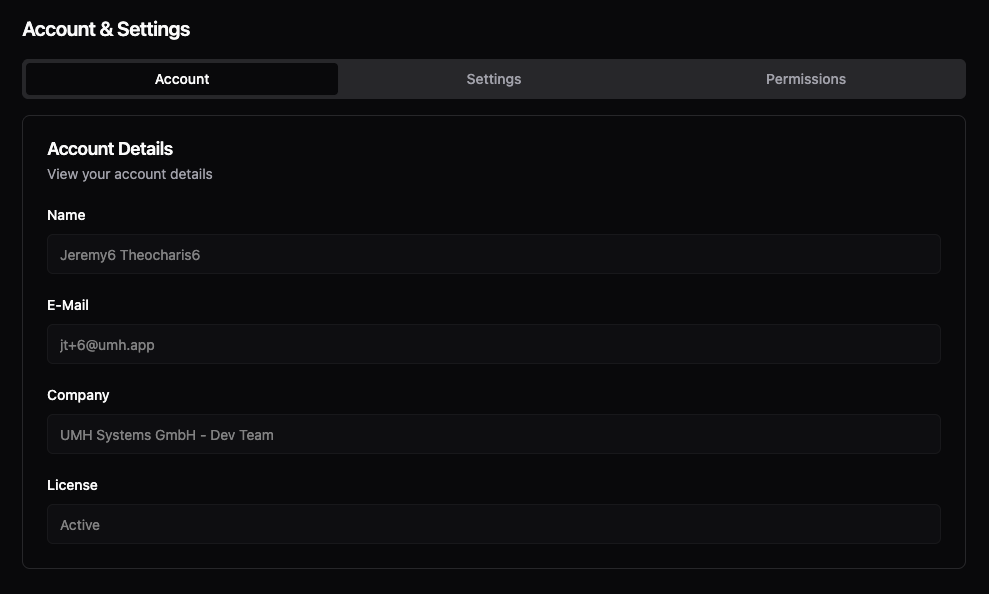 Account & Settings
Account
Settings
Permissions
Account Details
View your account details
Name
Jeremy6 Theocharis6
E-Mail
jt+6@umh.app
Company
UMH Systems GmbH - Dev Team
License
Active